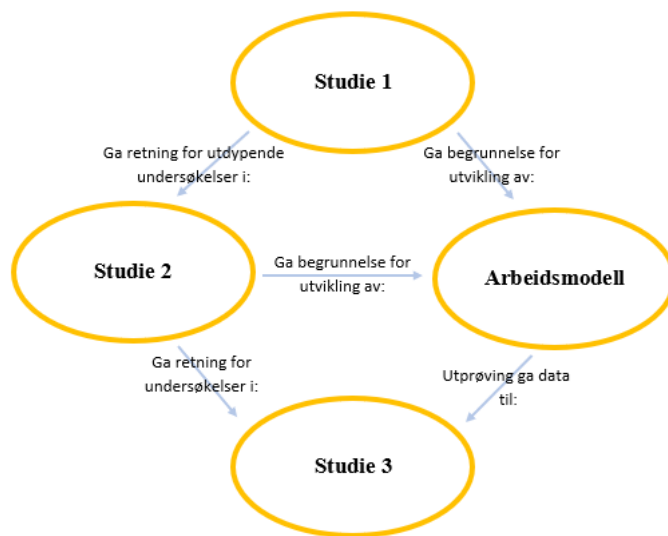 Studie 1
Ga retning for utdypende
undersøkelser i:
Ga begrunnelse for
utvikling av:
Studie 2
Ga begrunnelse for
utvikling av:
Arbeidsmodell
Ga retning for
undersøkelser i:
Utprøving ga data
til:
Studie 3